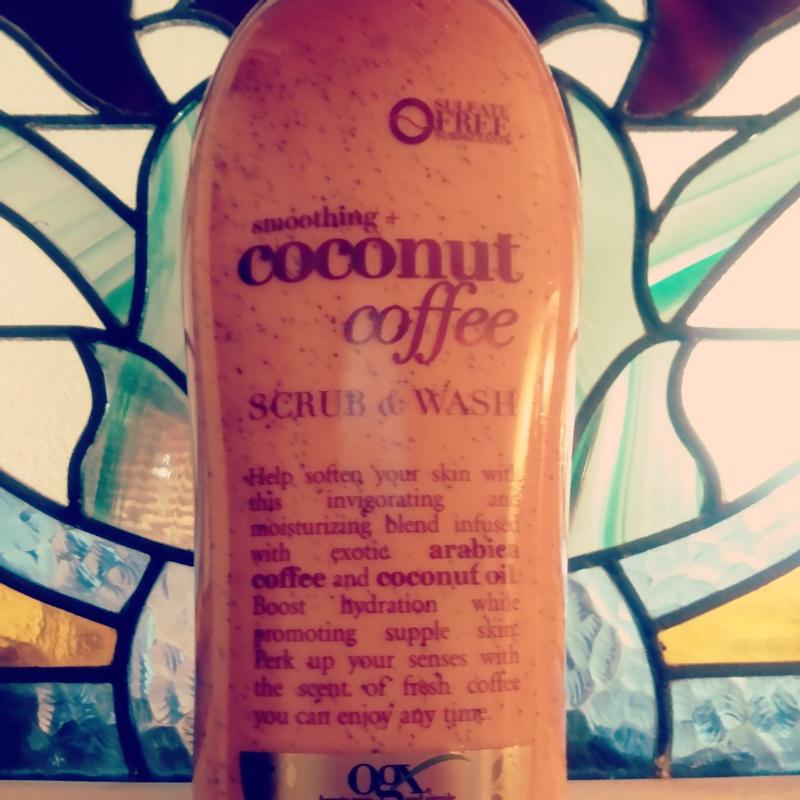 SULFATE
FREE
smoothing +
coconut
coffee
SCRUB & WASH
Help soften your skin with
this invigorating and
moisturizing blend infused
with exotic arabica
coffee and coconut oil.
Boost hydration while
promoting supple skin.
Perk up your senses with
the scent of fresh coffee
you can enjoy any time.
ogx